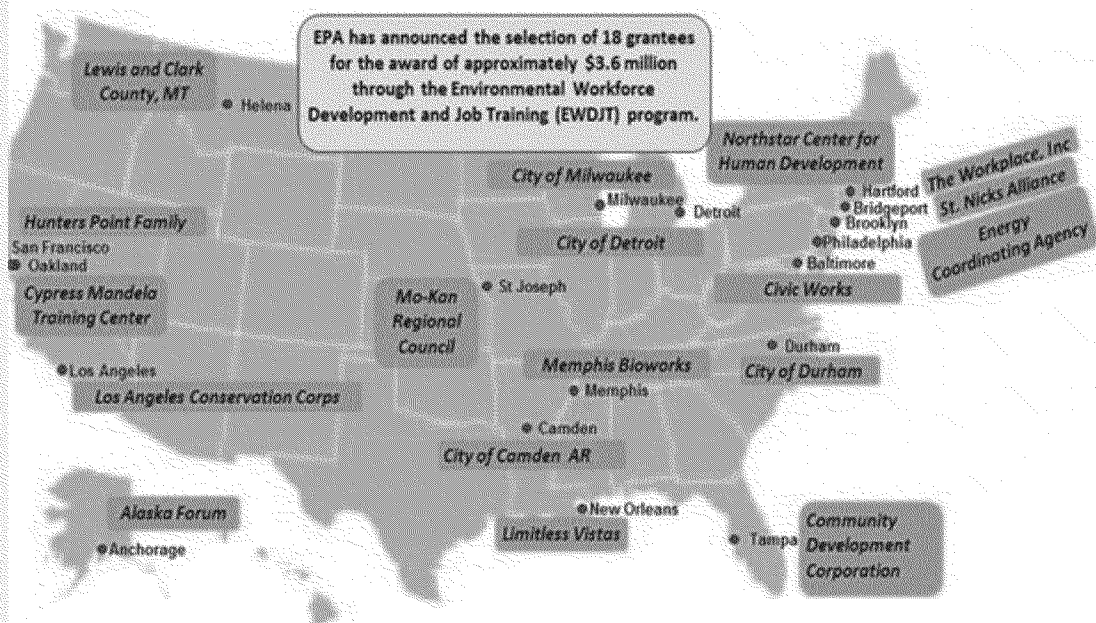 EPA has announced the selection of 18 grantees
for the award of approximately $3.6 million
through the Environmental Workforce
Development and Job Training (EWDJT) program.
Lewis and Clark
County, MT
Helena
Northstar Center for
Human Development
The Workplace, Inc
St. Nicks Alliance
Energy
Coordinating Agency
Hartford
Bridgeport
Brooklyn
Philadelphia
Baltimore
Civic Works
City of Milwaukee
Milwaukee
Detroit
City of Detroit
Hunters Point Family
San Francisco
Oakland
Cypress Mandela
Training Center
Mo-Kan
Regional
Council
St Joseph
Durham
City of Durham
Memphis Bioworks
Memphis
Los Angeles
Los Angeles Conservation Corps
Camden
City of Camden AR
Alaska Forum
Anchorage
New Orleans
Limitless Vistas
Tampa
Community
Development
Corporation